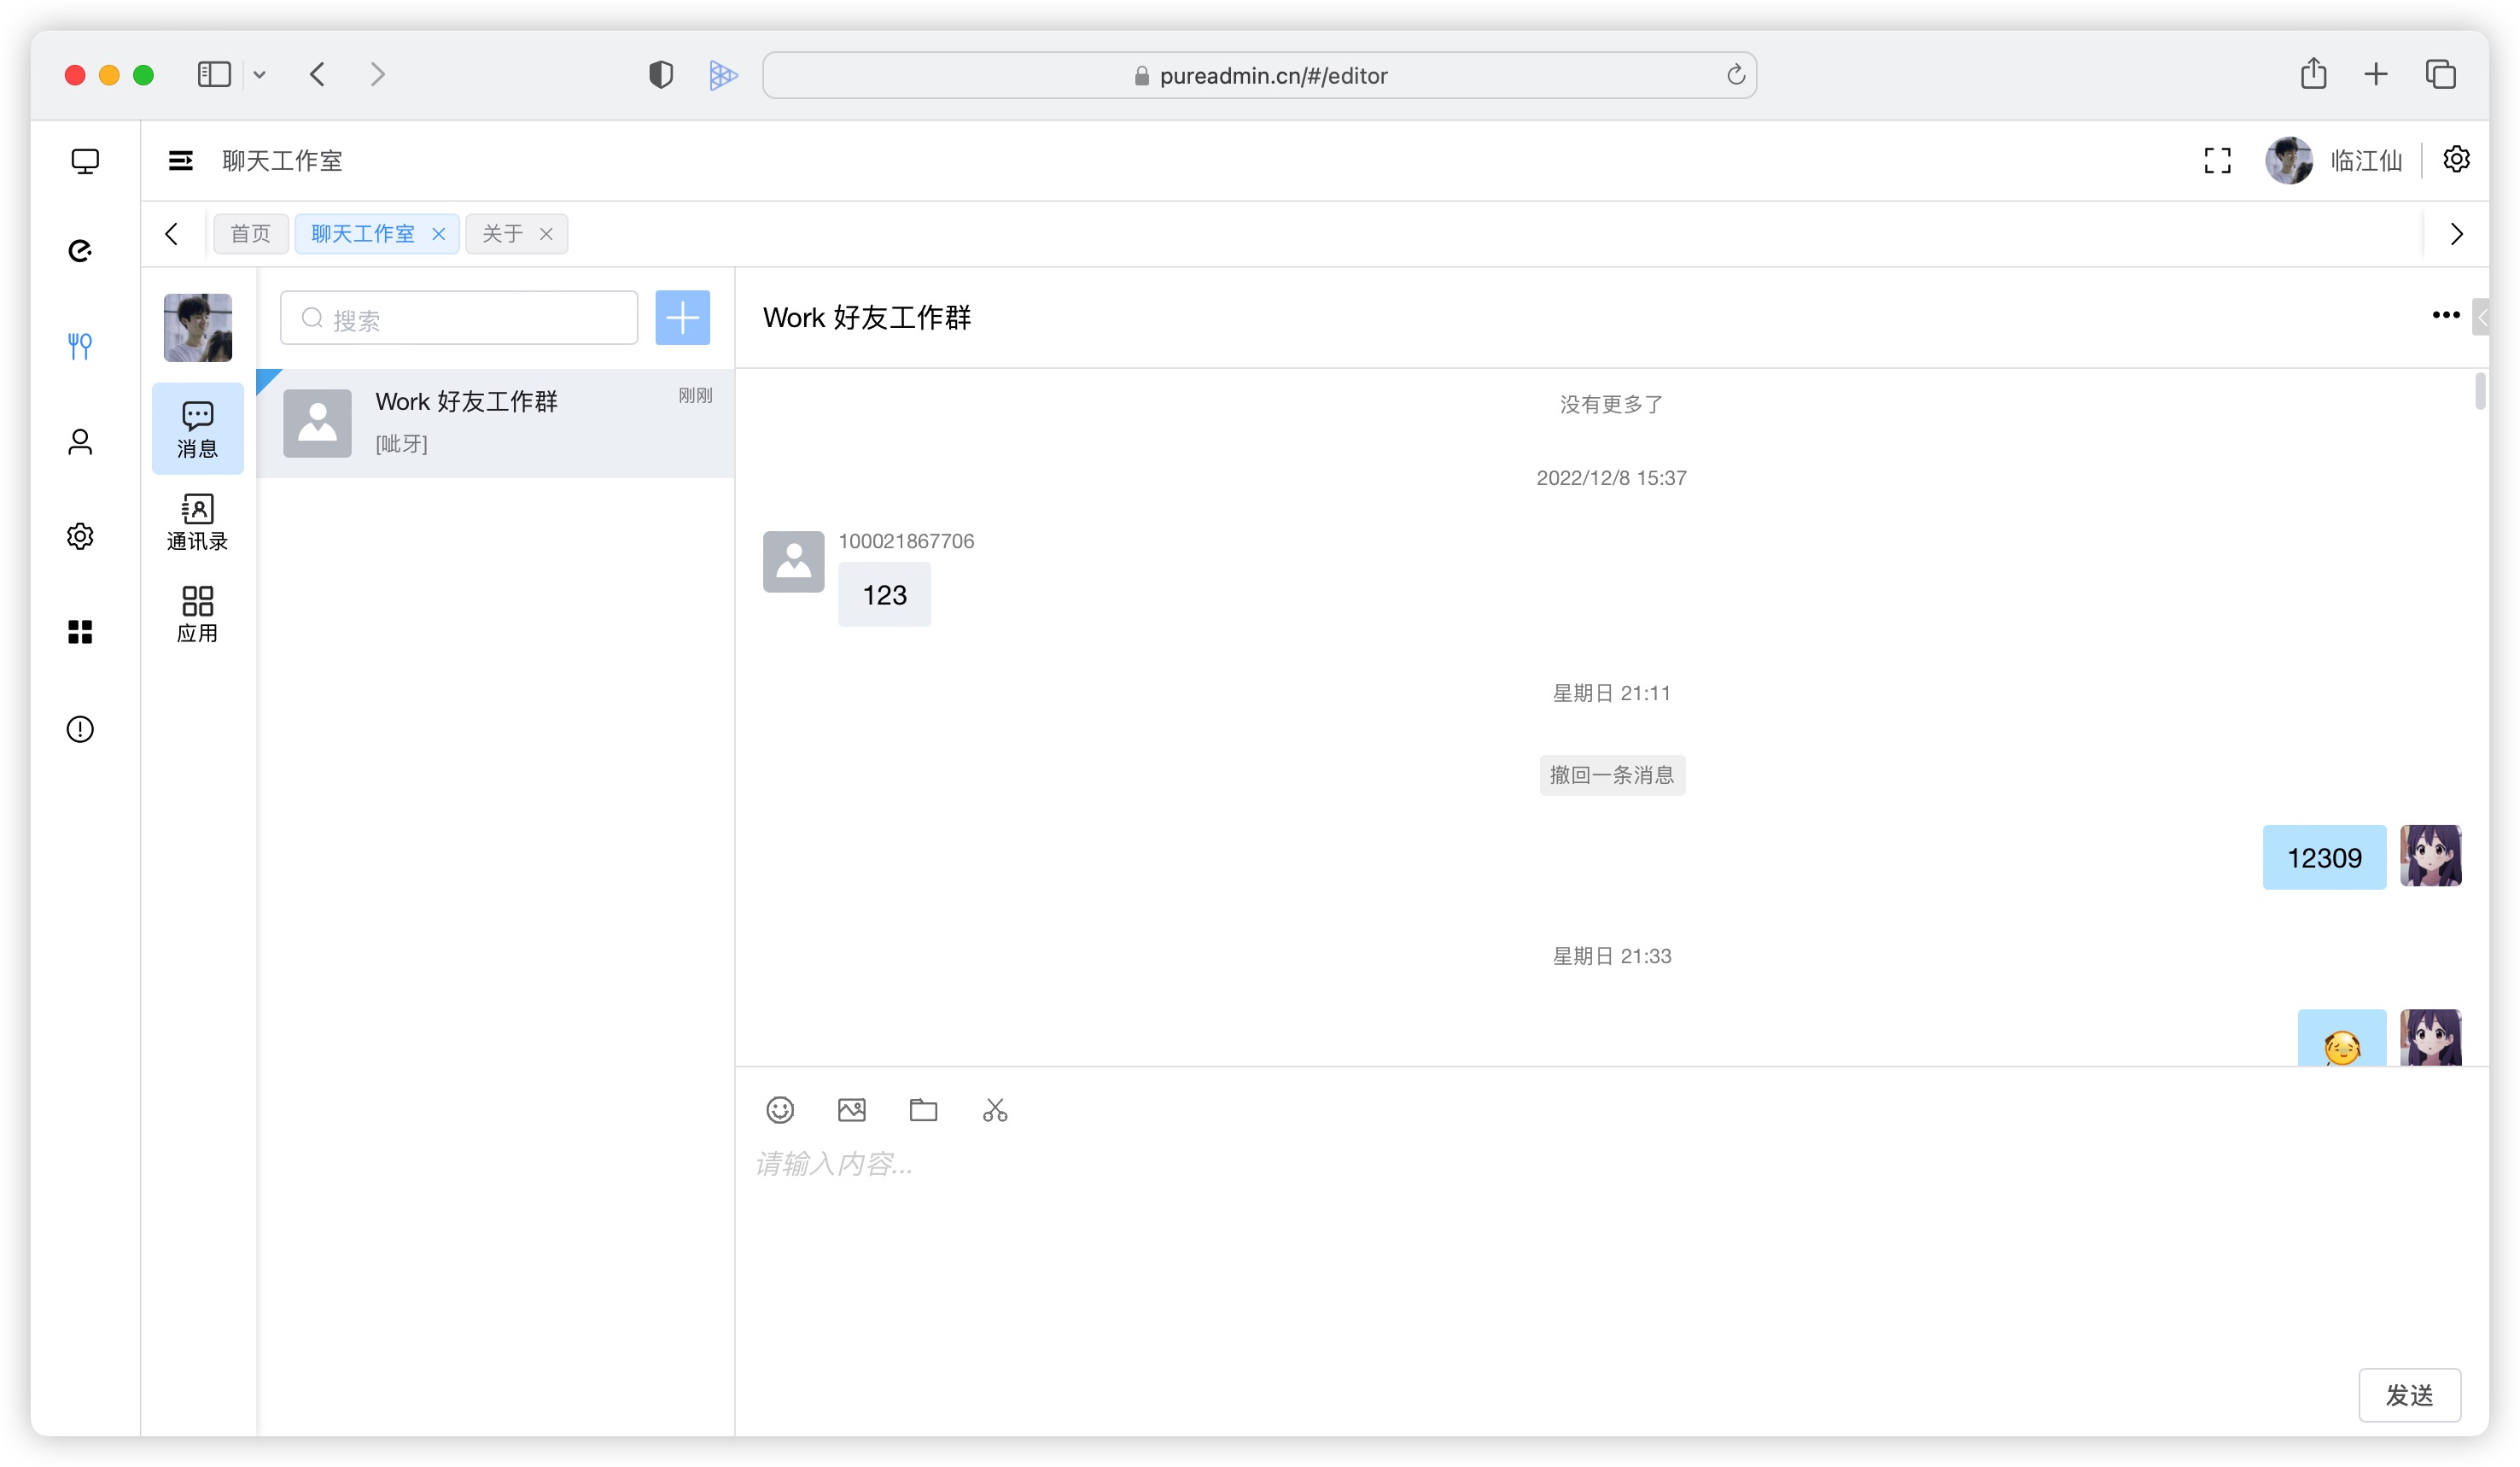 pureadmin.cn/#/editor
聊天工作室
临江仙
首页
聊天工作室
关于
消息
通讯录
应用
搜索
Work 好友工作群
刚刚
[呲牙]
Work 好友工作群
没有更多了
2022/12/8 15:37
100021867706
123
星期日 21:11
撤回一条消息
12309
星期日 21:33
请输入内容...
发送